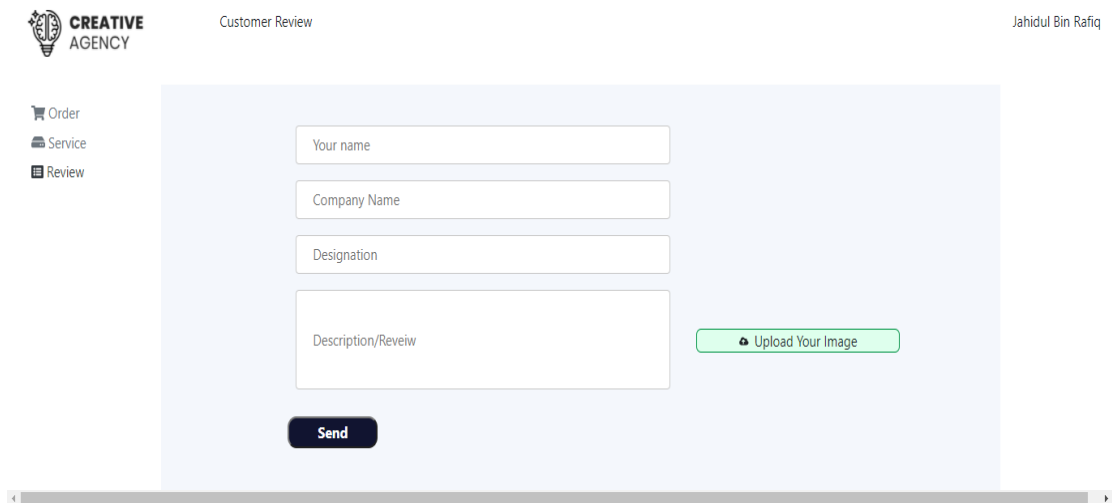 CREATIVE
AGENCY
Customer Review
Jahidul Bin Rafiq
Order
Service
Review
Your name
Company Name
Designation
Description/Reveiw
Upload Your Image
Send